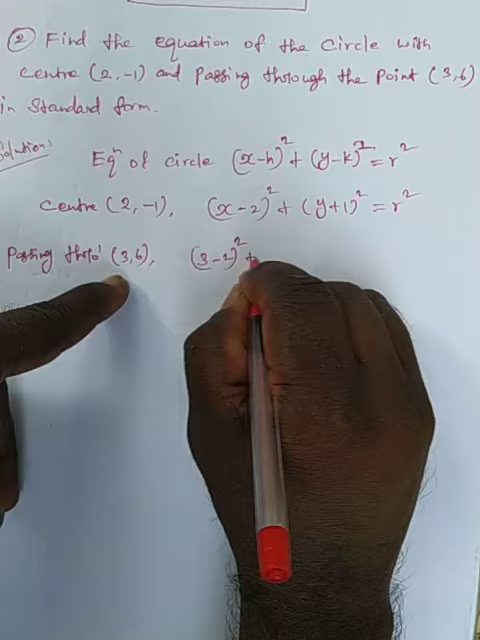 ② Find the equation of the circle with
centre (2,-1) and passing through the point (3,6)
in standard form.
Solution:
Eqⁿ of circle (x-h)² + (y-k)² = r²
centre (2,-1), (x-2)² + (y+1)² = r²
Passing thro' (3,6), (3-2)² +